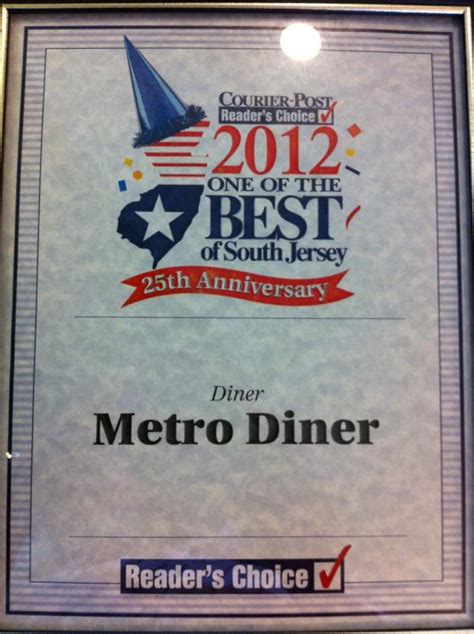 COURIER-POST
Reader's Choice
2012
ONE OF THE
BEST
of South Jersey
25th Anniversary
Diner
Metro Diner
Reader's Choice